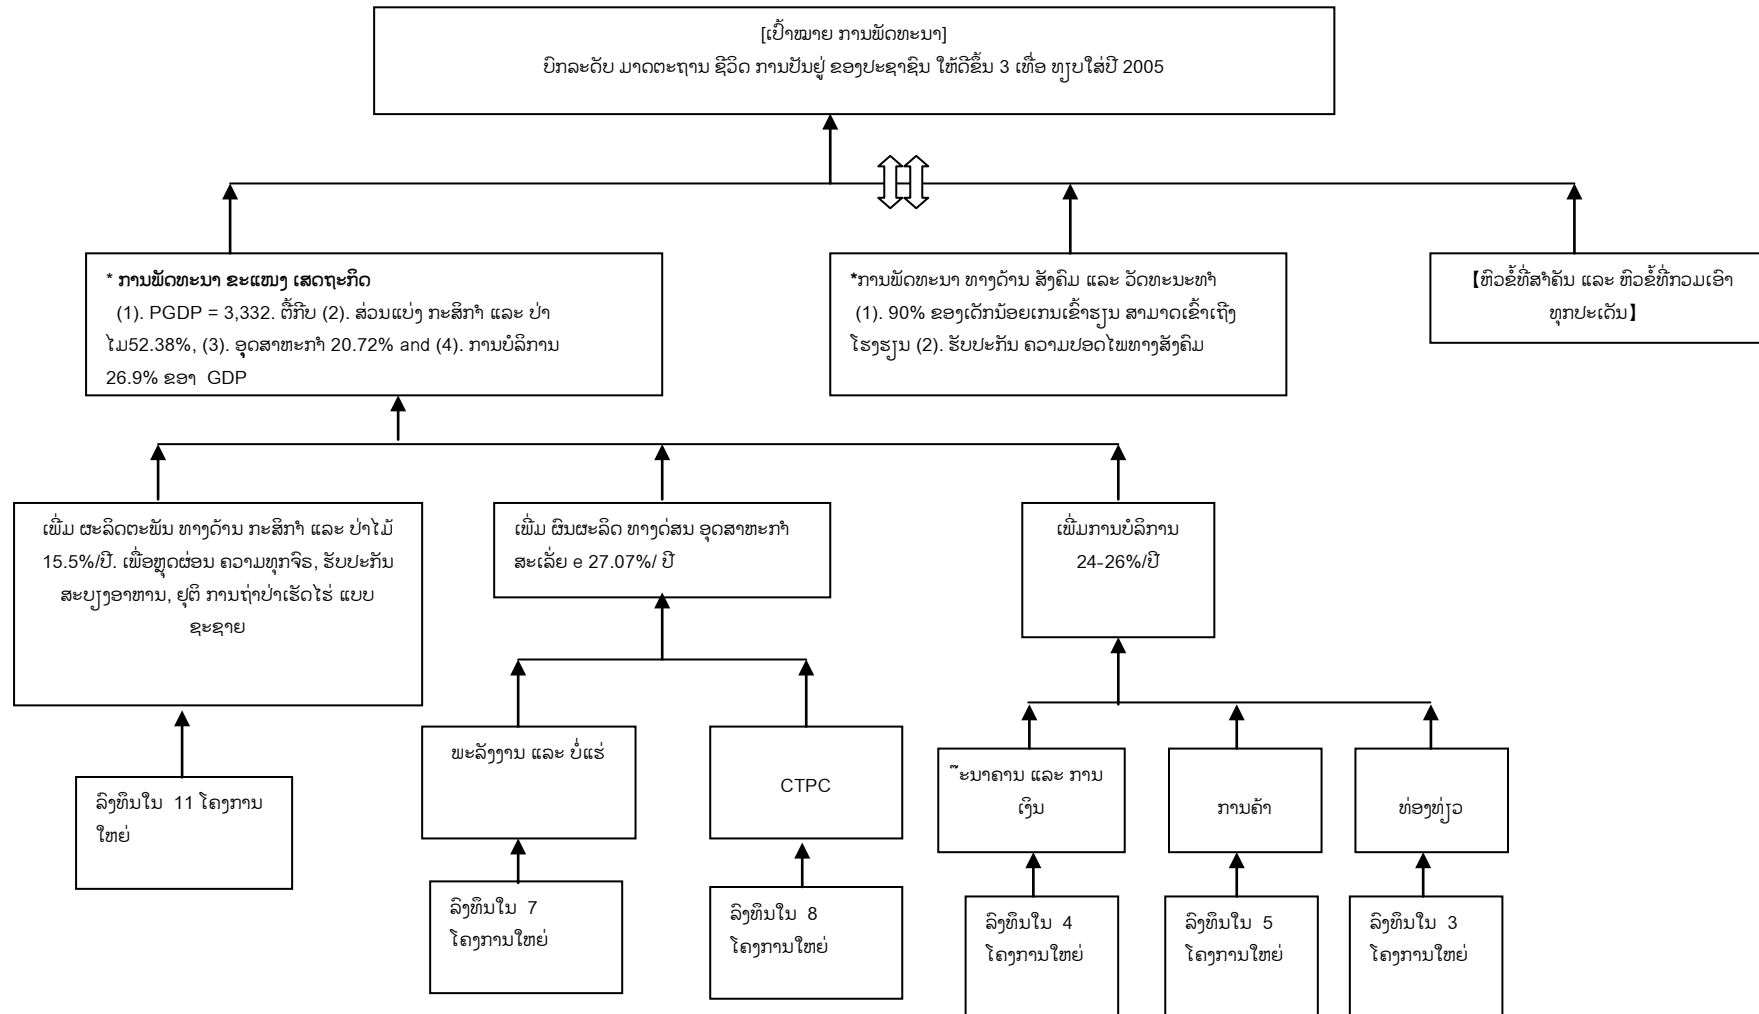 [ເປົ້າໝາຍ ການພັດທະນາ]
ບົກລະດັບ ມາດຕະຖານ ຊີວິດ ການປັນຢູ່ ຂອງປະຊາຊົນ ໃຫ້ດີຂຶ້ນ 3 ເທື່ອ ທຽບໃສ່ປີ 2005
* ການພັດທະນາ ຂະແໜງ ເສດຖະກິດ
(1). PGDP = 3,332. ຕື້ກີບ (2). ສ່ວນແບ່ງ ກະສິກຳ ແລະ ປ່າ
ໄມ52.38%, (3). ອຸດສາຫະກຳ 20.72% and (4). ການບໍລິການ
26.9% ຂອາ GDP
*ການພັດທະນາ ທາງດ້ານ ສັງຄົມ ແລະ ວັດທະນະທຳ
(1). 90% ຂອງເດັກນ້ອຍເກນເຂົ້າຮຽນ ສາມາດເຂົ້າເຖິງ
ໂຮງຮຽນ (2). ຮັບປະກັນ ຄວາມປອດໄພທາງສັງຄົມ
【ຫົວຂໍ້ທີ່ສຳຄັນ ແລະ ຫົວຂໍ້ທີ່ກວມເອົາ
ທຸກປະເດັນ】
ເພີ່ມ ຜະລິດຕະພັນ ທາງດ້ານ ກະສິກຳ ແລະ ປ່າໄມ້
15.5%/ປີ. ເພື່ອຫຼຸດຜ່ອນ ຄວາມທຸກຈົຣ, ຮັບປະກັນ
ສະບຽງອາຫານ, ຢຸຕິ ການຖ່າປ່າເຮັດໄຮ່ ແບບ
ຊະຊາຍ
ເພີ່ມ ຜົນຜະລິດ ທາງດ່ສນ ອຸດສາຫະກຳ
ສະເລັ່ຍ e 27.07%/ ປີ
ເພີ່ມການບໍລິການ
24-26%/ປີ
ພະລັງງານ ແລະ ບໍ່ແຮ່
CTPC
ະນາຄານ ແລະ ການ
ເງິນ
ການຄ້າ
ທ່ອງທ່ຽວ
ລົງທຶນໃນ 11 ໂຄງການ
ໃຫຍ່
ລົງທຶນໃນ 7
ໂຄງການໃຫຍ່
ລົງທຶນໃນ 8
ໂຄງການໃຫຍ່
ລົງທຶນໃນ 4
ໂຄງການໃຫຍ່
ລົງທຶນໃນ 5
ໂຄງການໃຫຍ່
ລົງທຶນໃນ 3
ໂຄງການໃຫຍ່